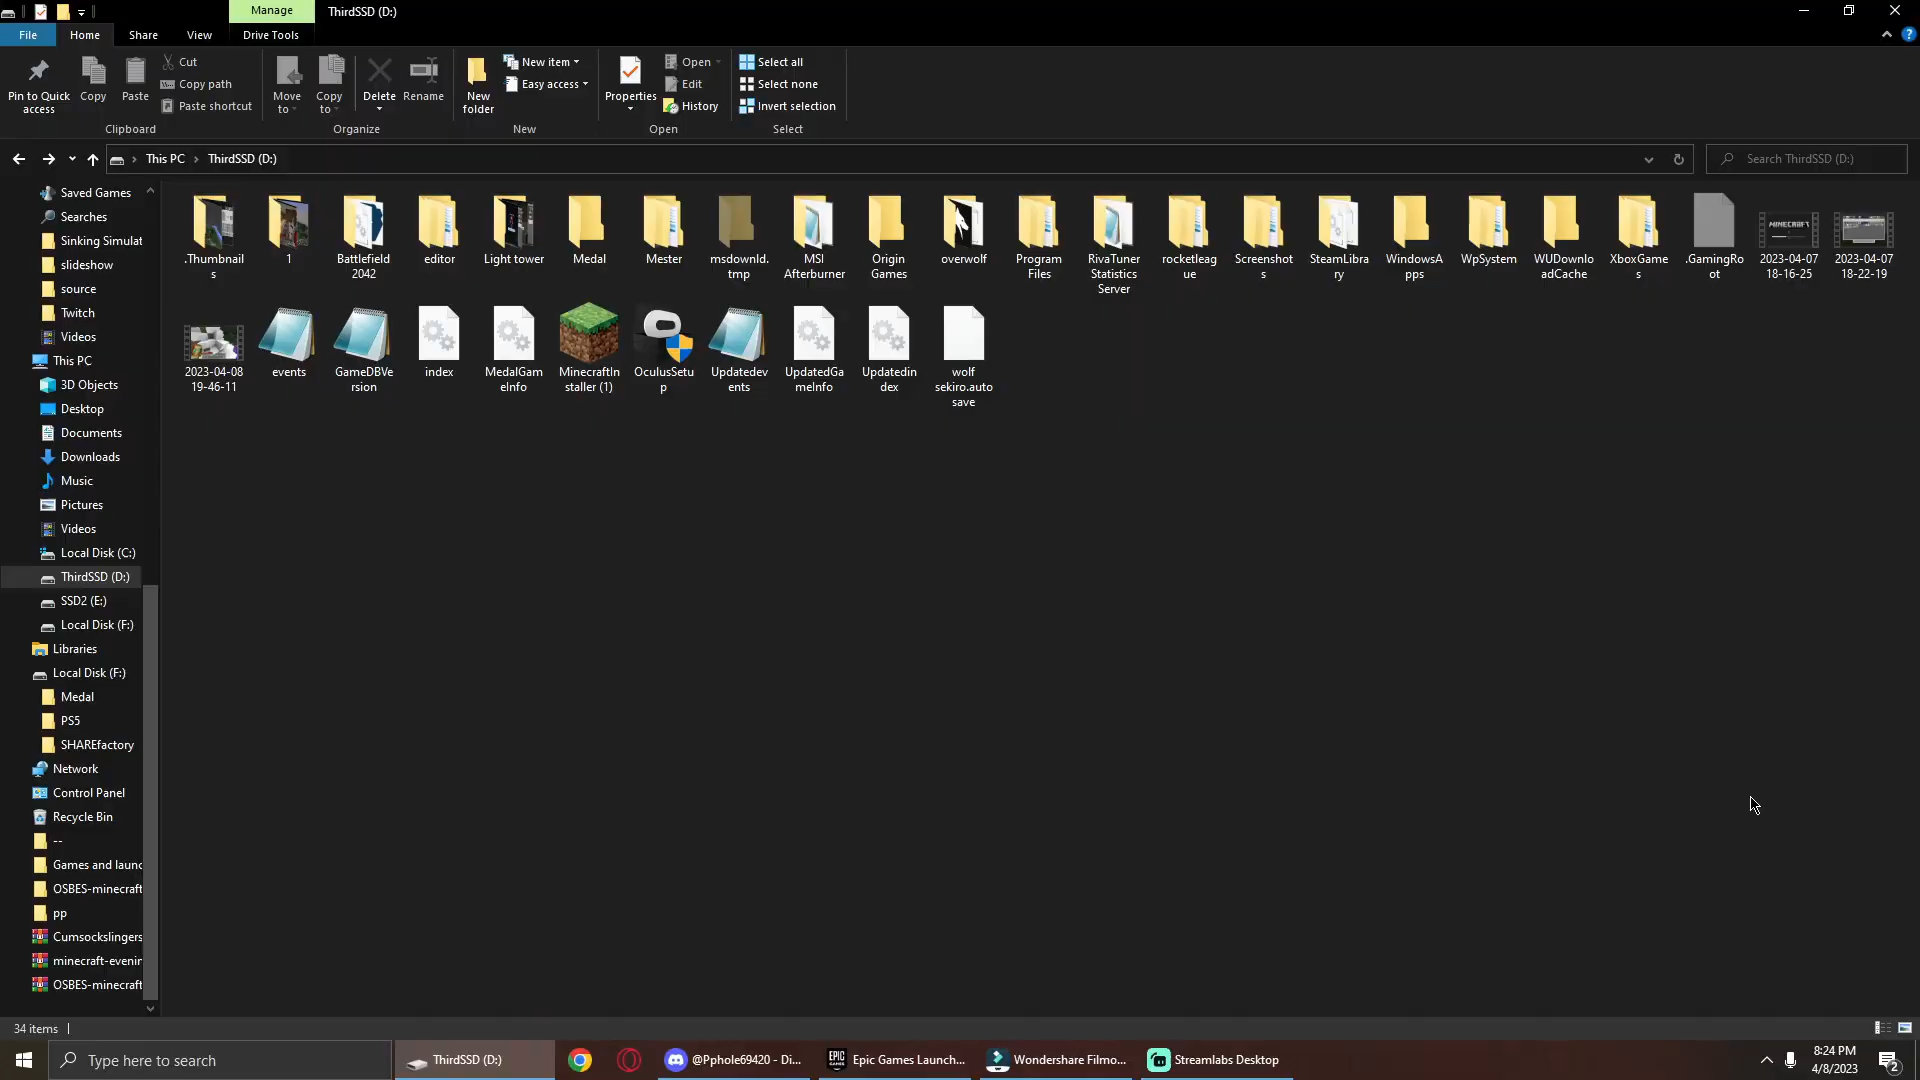 Manage
ThirdSSD (D:)
File
Home
Share
View
Drive Tools
Pin to Quick
access
Copy
Paste
Cut
Copy path
Paste shortcut
Clipboard
Move
to
Copy
to
Delete
Rename
Organize
New
folder
New item
Easy access
New
Properties
Open
Edit
History
Open
Select all
Select none
Invert selection
Select
This PC
ThirdSSD (D:)
Search ThirdSSD (D:)
Saved Games
Searches
Sinking Simulat
slideshow
source
Twitch
Videos
This PC
3D Objects
Desktop
Documents
Downloads
Music
Pictures
Videos
Local Disk (C:)
ThirdSSD (D:)
SSD2 (E:)
Local Disk (F:)
Libraries
Local Disk (F:)
Medal
PS5
SHAREfactory
Network
Control Panel
Recycle Bin
--
Games and launc
OSBES-minecraft
pp
Cumsockslingers
minecraft-evenin
OSBES-minecraft
.Thumbnail
s
1
Battlefield
2042
editor
Light tower
Medal
Mester
msdownld.
tmp
MSI
Afterburner
Origin
Games
overwolf
Program
Files
RivaTuner
Statistics
Server
rocketleag
ue
Screenshot
s
SteamLibra
ry
WindowsA
pps
WpSystem
WUDownlo
adCache
XboxGame
s
.GamingRo
ot
MINECRAFT
2023-04-07
18-16-25
2023-04-07
18-22-19
2023-04-08
19-46-11
events
GameDBVe
rsion
index
MedalGam
eInfo
MinecraftIn
staller (1)
OculusSetu
p
Updatedev
ents
UpdatedGa
meInfo
Updatedin
dex
wolf
sekiro.auto
save
34 items
Type here to search
ThirdSSD (D:)
@Pphole69420 - Di...
EPIC
GAMES
Epic Games Launch...
Wondershare Filmo...
Streamlabs Desktop
8:24 PM
4/8/2023
2